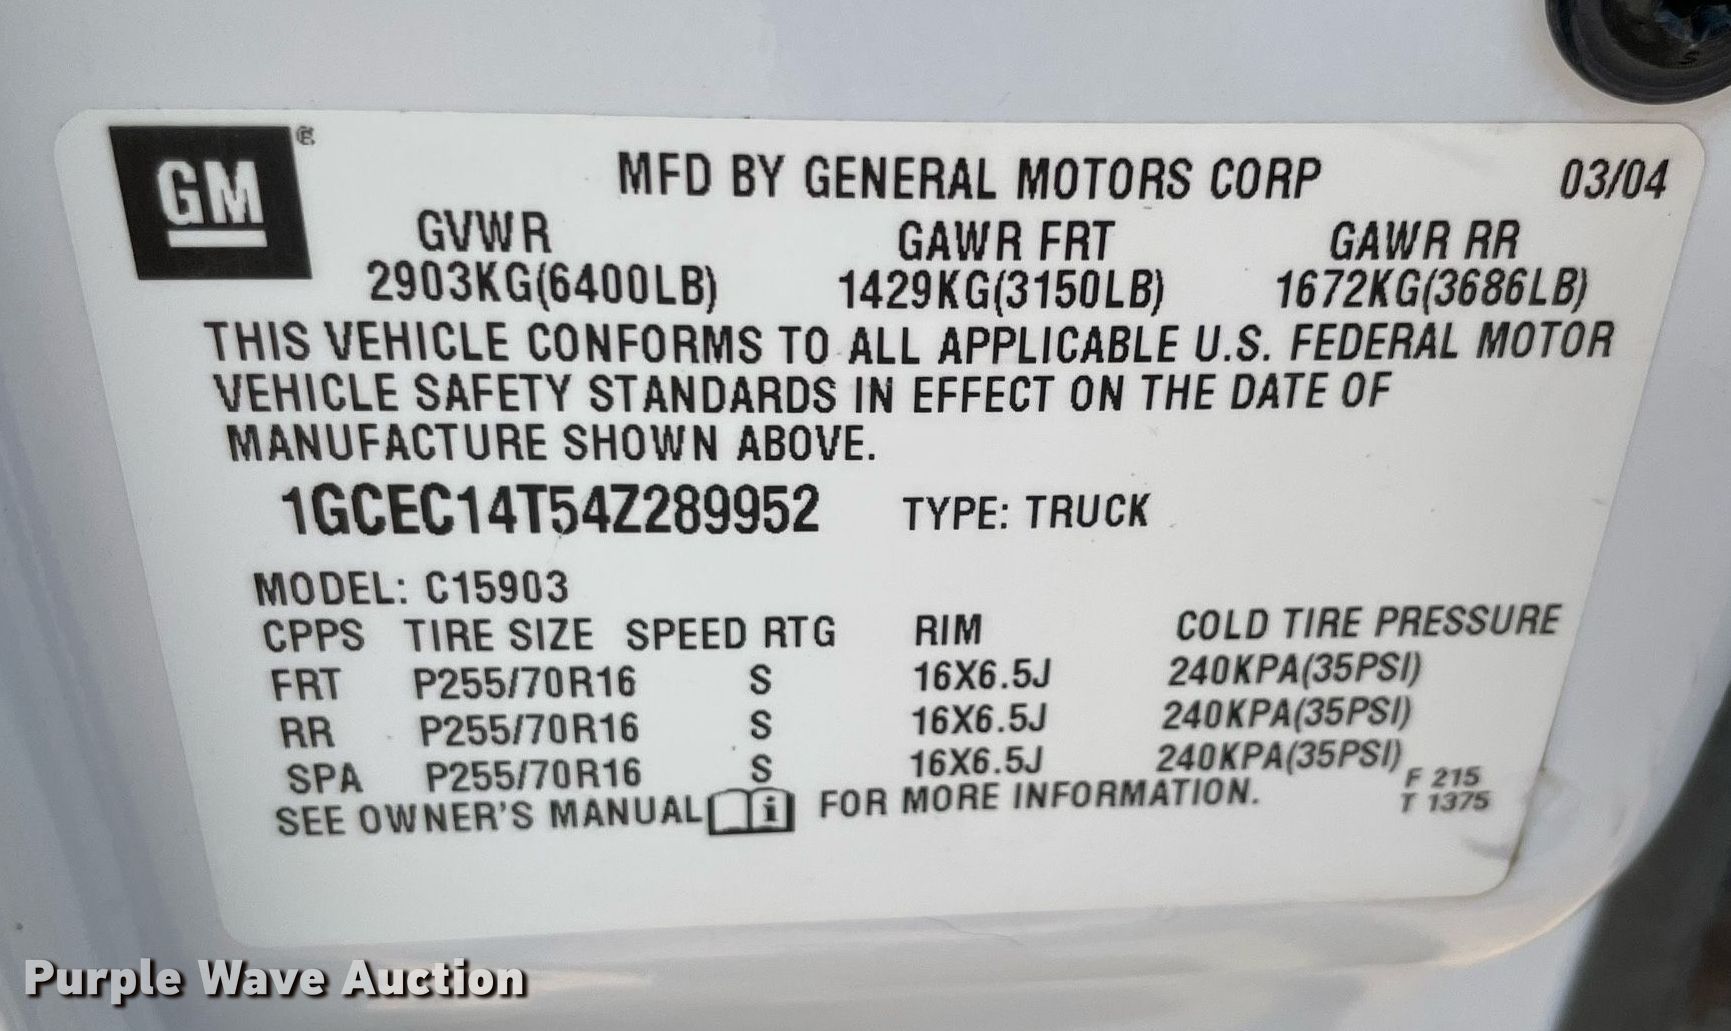 GM ®
MFD BY GENERAL MOTORS CORP 03/04
GVWR GAWR FRT GAWR RR
2903KG(6400LB) 1429KG(3150LB) 1672KG(3686LB)
THIS VEHICLE CONFORMS TO ALL APPLICABLE U.S. FEDERAL MOTOR
VEHICLE SAFETY STANDARDS IN EFFECT ON THE DATE OF
MANUFACTURE SHOWN ABOVE.
1GCEC14T54Z289952 TYPE: TRUCK
MODEL: C15903
CPPS TIRE SIZE SPEED RTG RIM COLD TIRE PRESSURE
FRT P255/70R16 S 16X6.5J 240KPA(35PSI)
RR P255/70R16 S 16X6.5J 240KPA(35PSI)
SPA P255/70R16 S 16X6.5J 240KPA(35PSI)
SEE OWNER'S MANUAL i FOR MORE INFORMATION.
F 215
T 1375
Purple Wave Auction